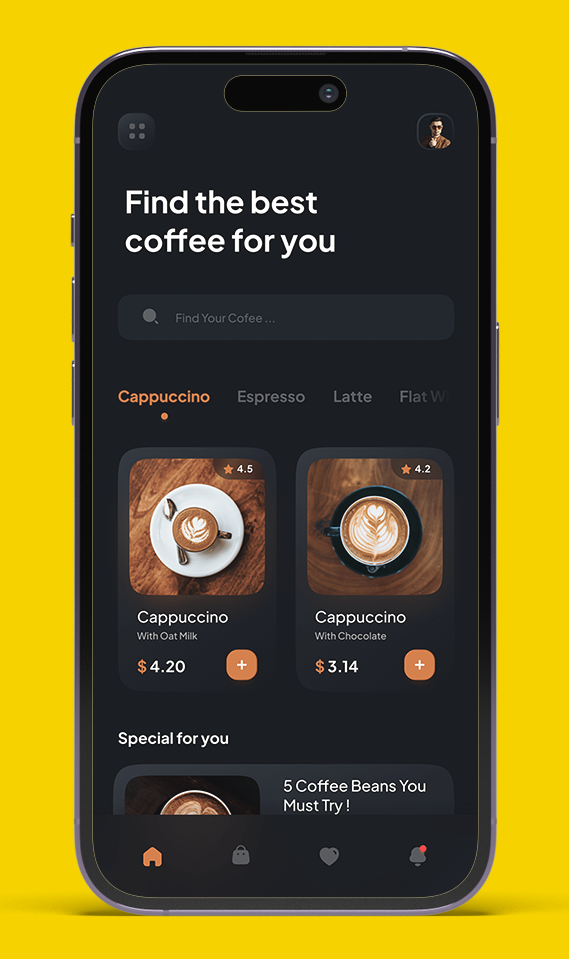 Find the best
coffee for you
Find Your Cofee ...
Cappuccino Espresso Latte Flat W
4.5 4.2
Cappuccino Cappuccino
With Oat Milk With Chocolate
$ 4.20 + $ 3.14 +
Special for you
5 Coffee Beans You
Must Try !